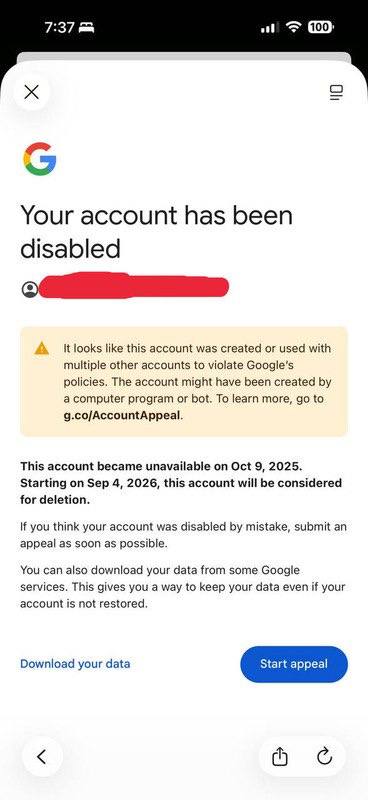 7:37
100
Your account has been
disabled
It looks like this account was created or used with
multiple other accounts to violate Google's
policies. The account might have been created by
a computer program or bot. To learn more, go to
g.co/AccountAppeal.
This account became unavailable on Oct 9, 2025.
Starting on Sep 4, 2026, this account will be considered
for deletion.
If you think your account was disabled by mistake, submit an
appeal as soon as possible.
You can also download your data from some Google
services. This gives you a way to keep your data even if your
account is not restored.
Download your data
Start appeal